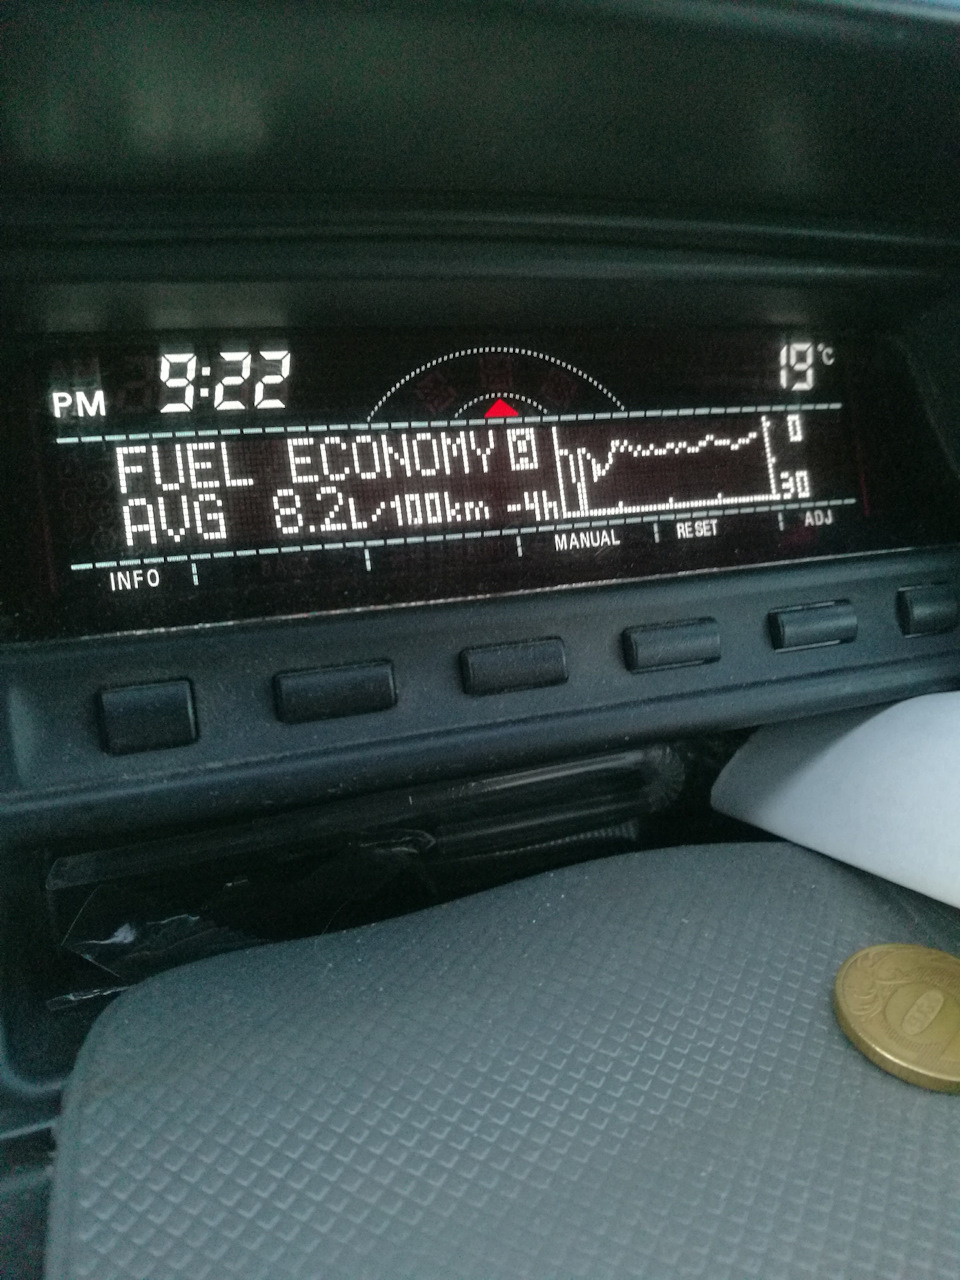 PM 9:22 19°C
FUEL ECONOMY 0
AVG 8.2L/100km -4h 30
INFO MANUAL RESET ADJ